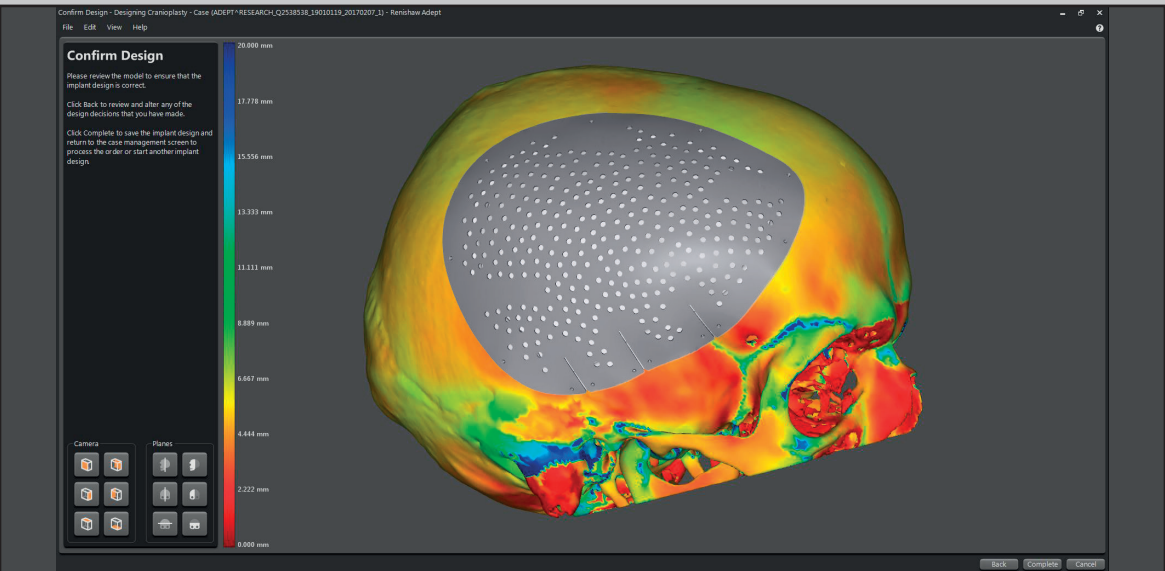 Confirm Design - Designing Cranioplasty - Case (ADEPT^RESEARCH_Q2538538_19010119_20170207_1) - Renishaw Adept
File Edit View Help
Confirm Design
Please review the model to ensure that the
implant design is correct.
Click Back to review and alter any of the
design decisions that you have made.
Click Complete to save the implant design and
return to the case management screen to
process the order or start another implant
design.
20.000 mm
17.778 mm
15.556 mm
13.333 mm
11.111 mm
8.889 mm
6.667 mm
4.444 mm
2.222 mm
0.000 mm
Camera
Planes
Back Complete Cancel